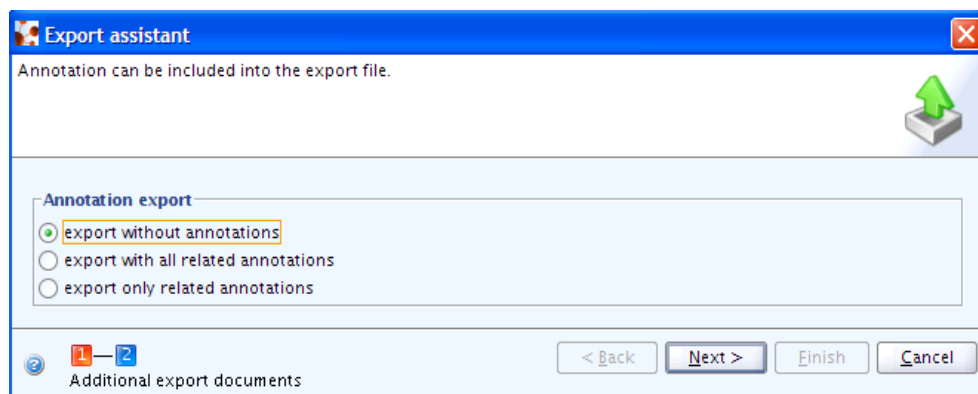 Export assistant
Annotation can be included into the export file.
Annotation export
export without annotations
export with all related annotations
export only related annotations
1 2
Additional export documents
< Back Next > Finish Cancel